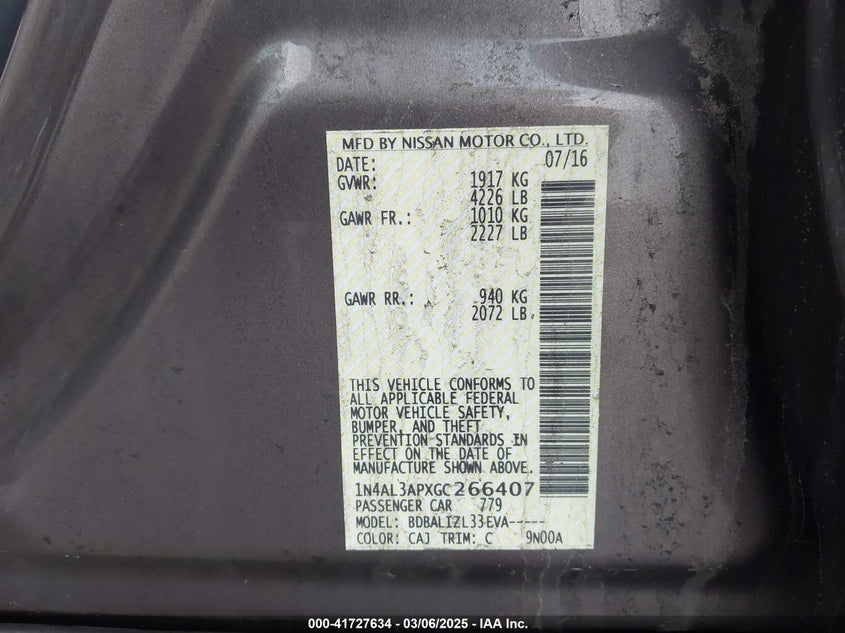 MFD BY NISSAN MOTOR CO., LTD.
DATE: 07/16
GVWR: 1917 KG
4226 LB
GAWR FR.: 1010 KG
2227 LB
GAWR RR.: 940 KG
2072 LB
THIS VEHICLE CONFORMS TO
ALL APPLICABLE FEDERAL
MOTOR VEHICLE SAFETY,
BUMPER, AND THEFT
PREVENTION STANDARDS IN
EFFECT ON THE DATE OF
MANUFACTURE SHOWN ABOVE.
1N4AL3APXGC266407
PASSENGER CAR 779
MODEL: BDBALIZL33EVA-----
COLOR: CAJ TRIM: C 9N00A
000-41727634 - 03/06/2025 - IAA Inc.